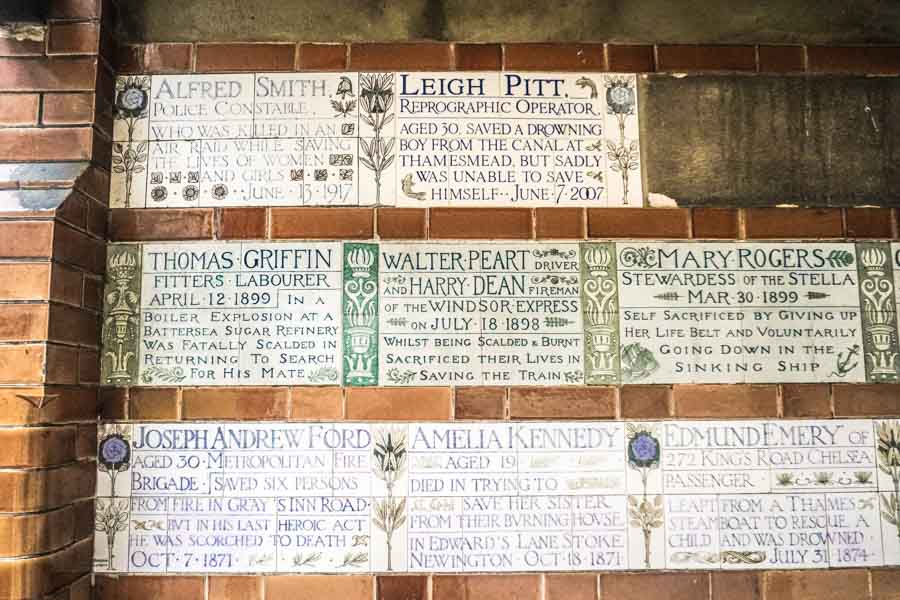 ALFRED SMITH.
POLICE CONSTABLE.
WHO WAS KILLED IN AN
AIR RAID WHILE SAVING
THE LIVES OF WOMEN
AND GIRLS
· JUNE · 13 · 1917
LEIGH PITT.
REPROGRAPHIC OPERATOR.
AGED 30, SAVED A DROWNING
BOY FROM THE CANAL AT
THAMESMEAD, BUT SADLY
WAS UNABLE TO SAVE
HIMSELF · JUNE · 7 · 2007
THOMAS · GRIFFIN
FITTERS · LABOURER
APRIL · 12 · 1899 · IN A
BOILER EXPLOSION AT A
BATTERSEA SUGAR REFINERY
WAS FATALLY SCALDED IN
RETURNING TO SEARCH
FOR HIS MATE
WALTER · PEART DRIVER
AND HARRY · DEAN FIREMAN
OF THE WINDSOR · EXPRESS
ON JULY · 18 · 1898
WHILST BEING SCALDED & BURNT
SACRIFICED THEIR LIVES IN
SAVING THE TRAIN
MARY · ROGERS
STEWARDESS OF THE STELLA
MAR · 30 · 1899
SELF SACRIFICED BY GIVING UP
HER LIFE BELT AND VOLUNTARILY
GOING DOWN IN THE
SINKING SHIP
JOSEPH ANDREW FORD
AGED 30 · METROPOLITAN FIRE
BRIGADE · SAVED SIX PERSONS
FROM FIRE IN GRAY'S INN ROAD ·
BVT IN HIS LAST HEROIC ACT
HE WAS SCORCHED TO DEATH
OCT · 7 · 1871
AMELIA KENNEDY
AGED 19
DIED IN TRYING TO
SAVE HER SISTER
FROM THEIR BVRNING HOVSE
IN EDWARD'S LANE STOKE
NEWINGTON · OCT · 18 · 1871
EDMUND EMERY OF
272 KING'S ROAD CHELSEA
PASSENGER
LEAPT FROM A THAMES
STEAMBOAT TO RESCUE A
CHILD AND WAS DROWNED
JULY 31 1874